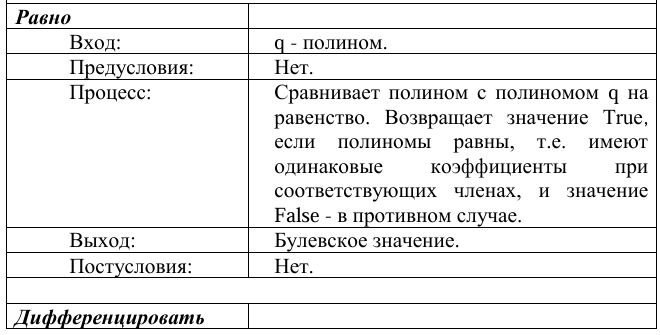 Равно
Вход: q - полином.
Предусловия: Нет.
Процесс: Сравнивает полином с полиномом q на
равенство. Возвращает значение True,
если полиномы равны, т.е. имеют
одинаковые коэффициенты при
соответствующих членах, и значение
False - в противном случае.
Выход: Булевское значение.
Постусловия: Нет.
Дифференцировать